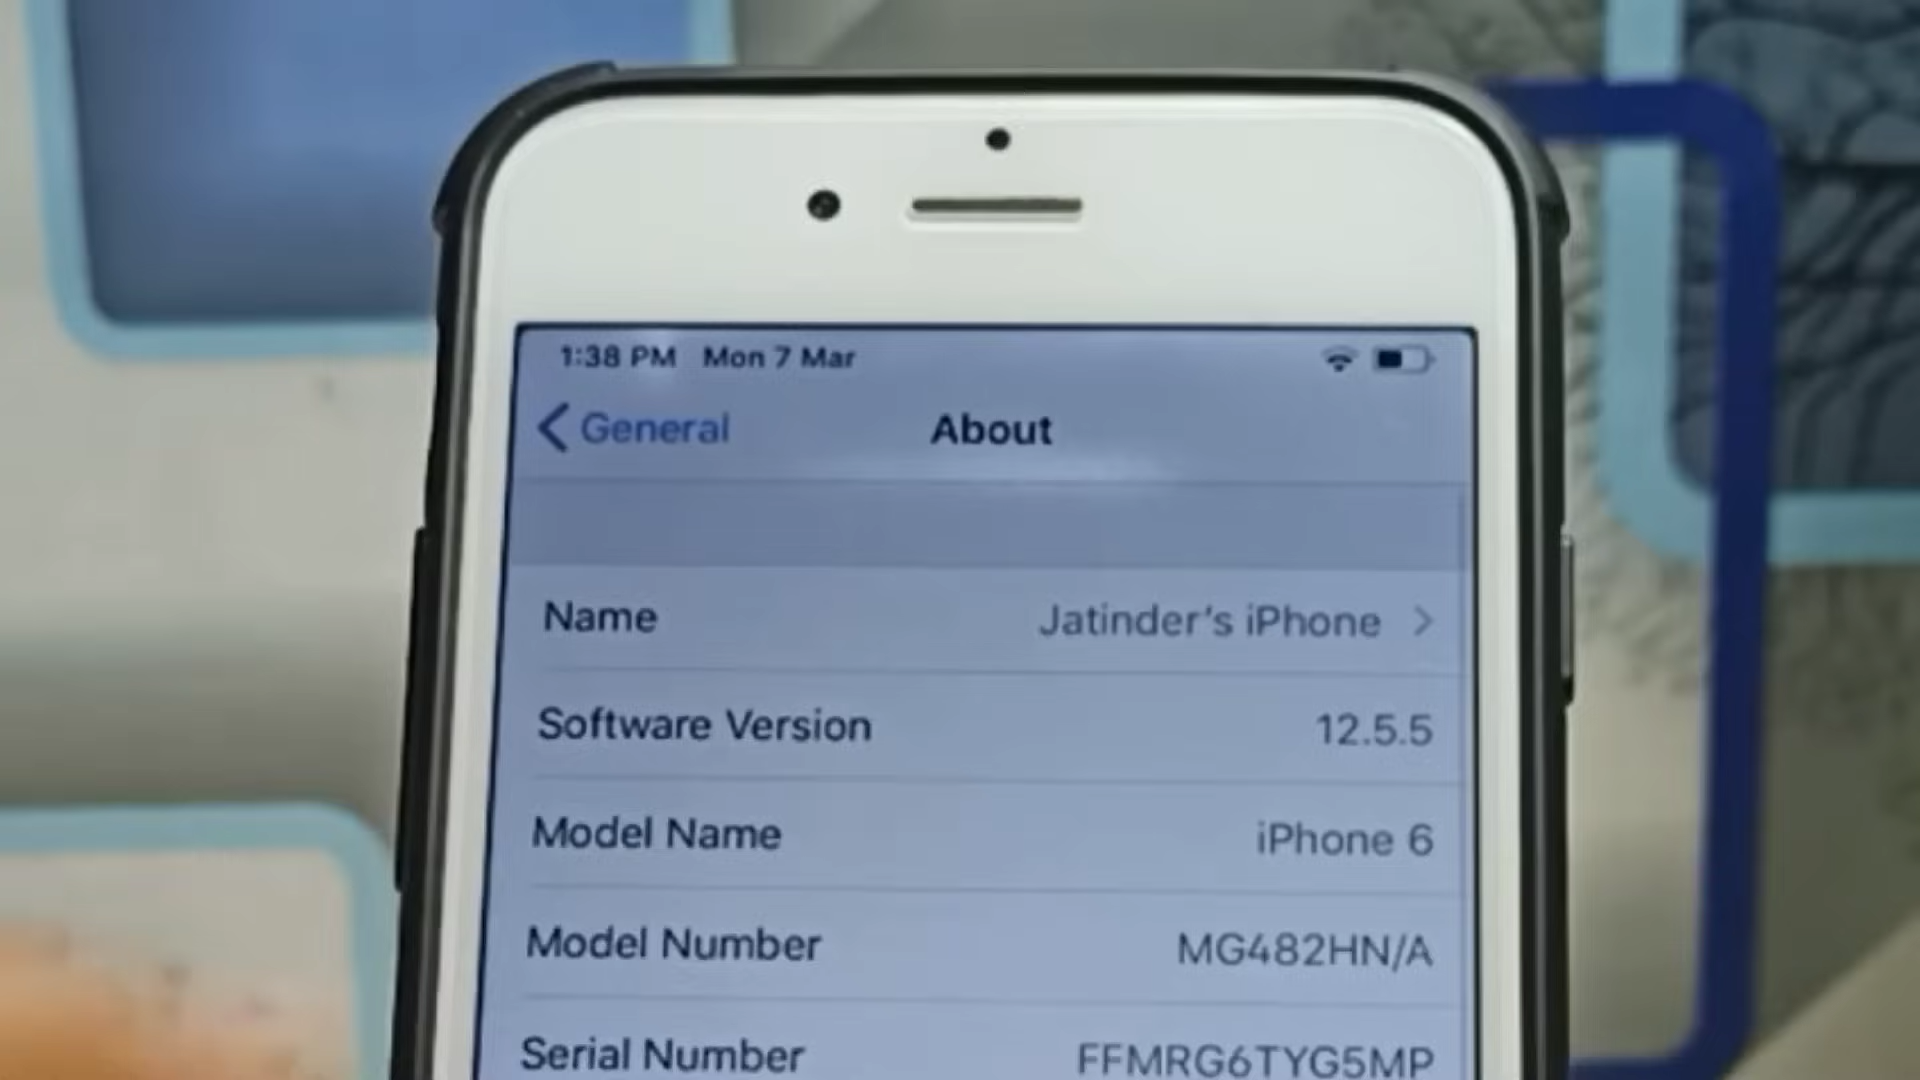 1:38 PM Mon 7 Mar
General About
Name Jatinder’s iPhone
Software Version 12.5.5
Model Name iPhone 6
Model Number MG482HN/A
Serial Number FFMRG6TYG5MP